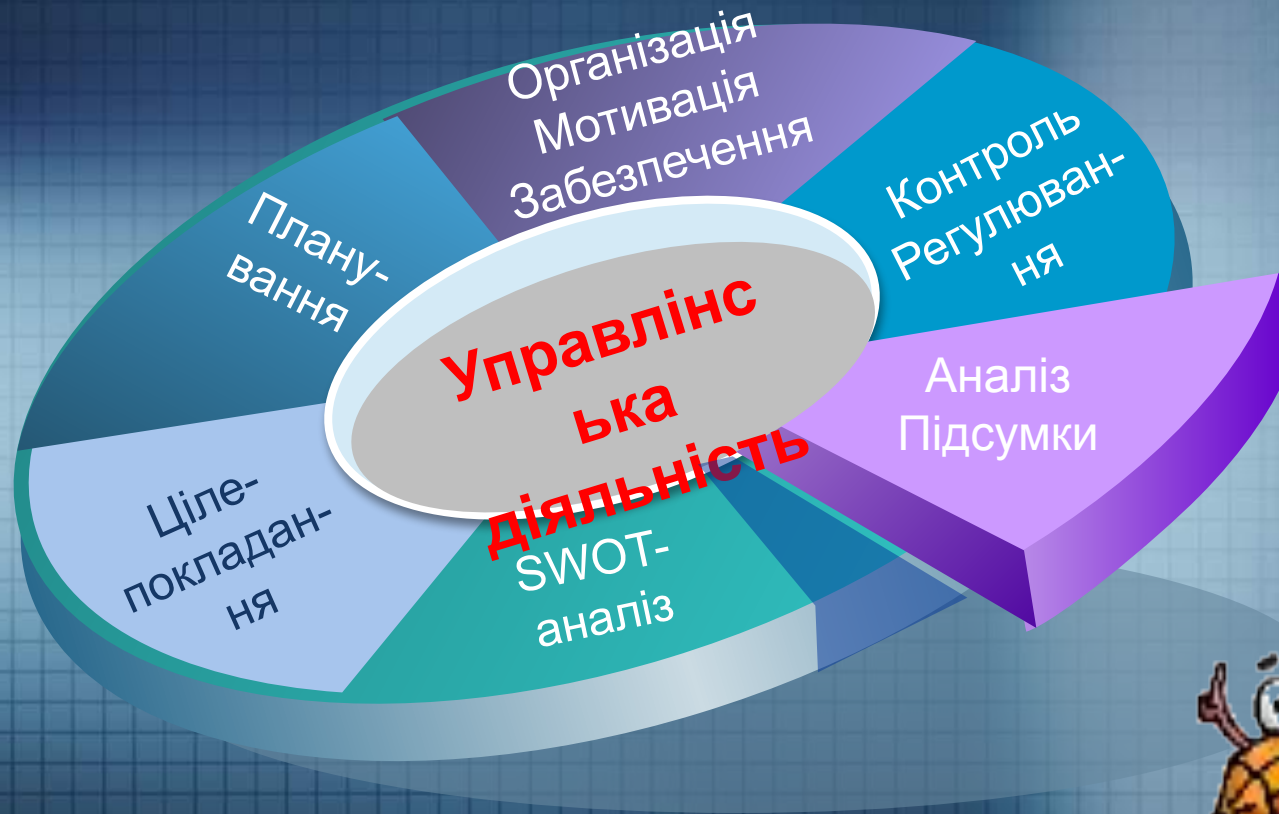 Організація
Мотивація
Забезпечення
Контроль
Регулюван-
ня
Плану-
вання
Управлінс
ька
діяльність
Аналіз
Підсумки
Ціле-
покладан-
ня
SWOT-
аналіз